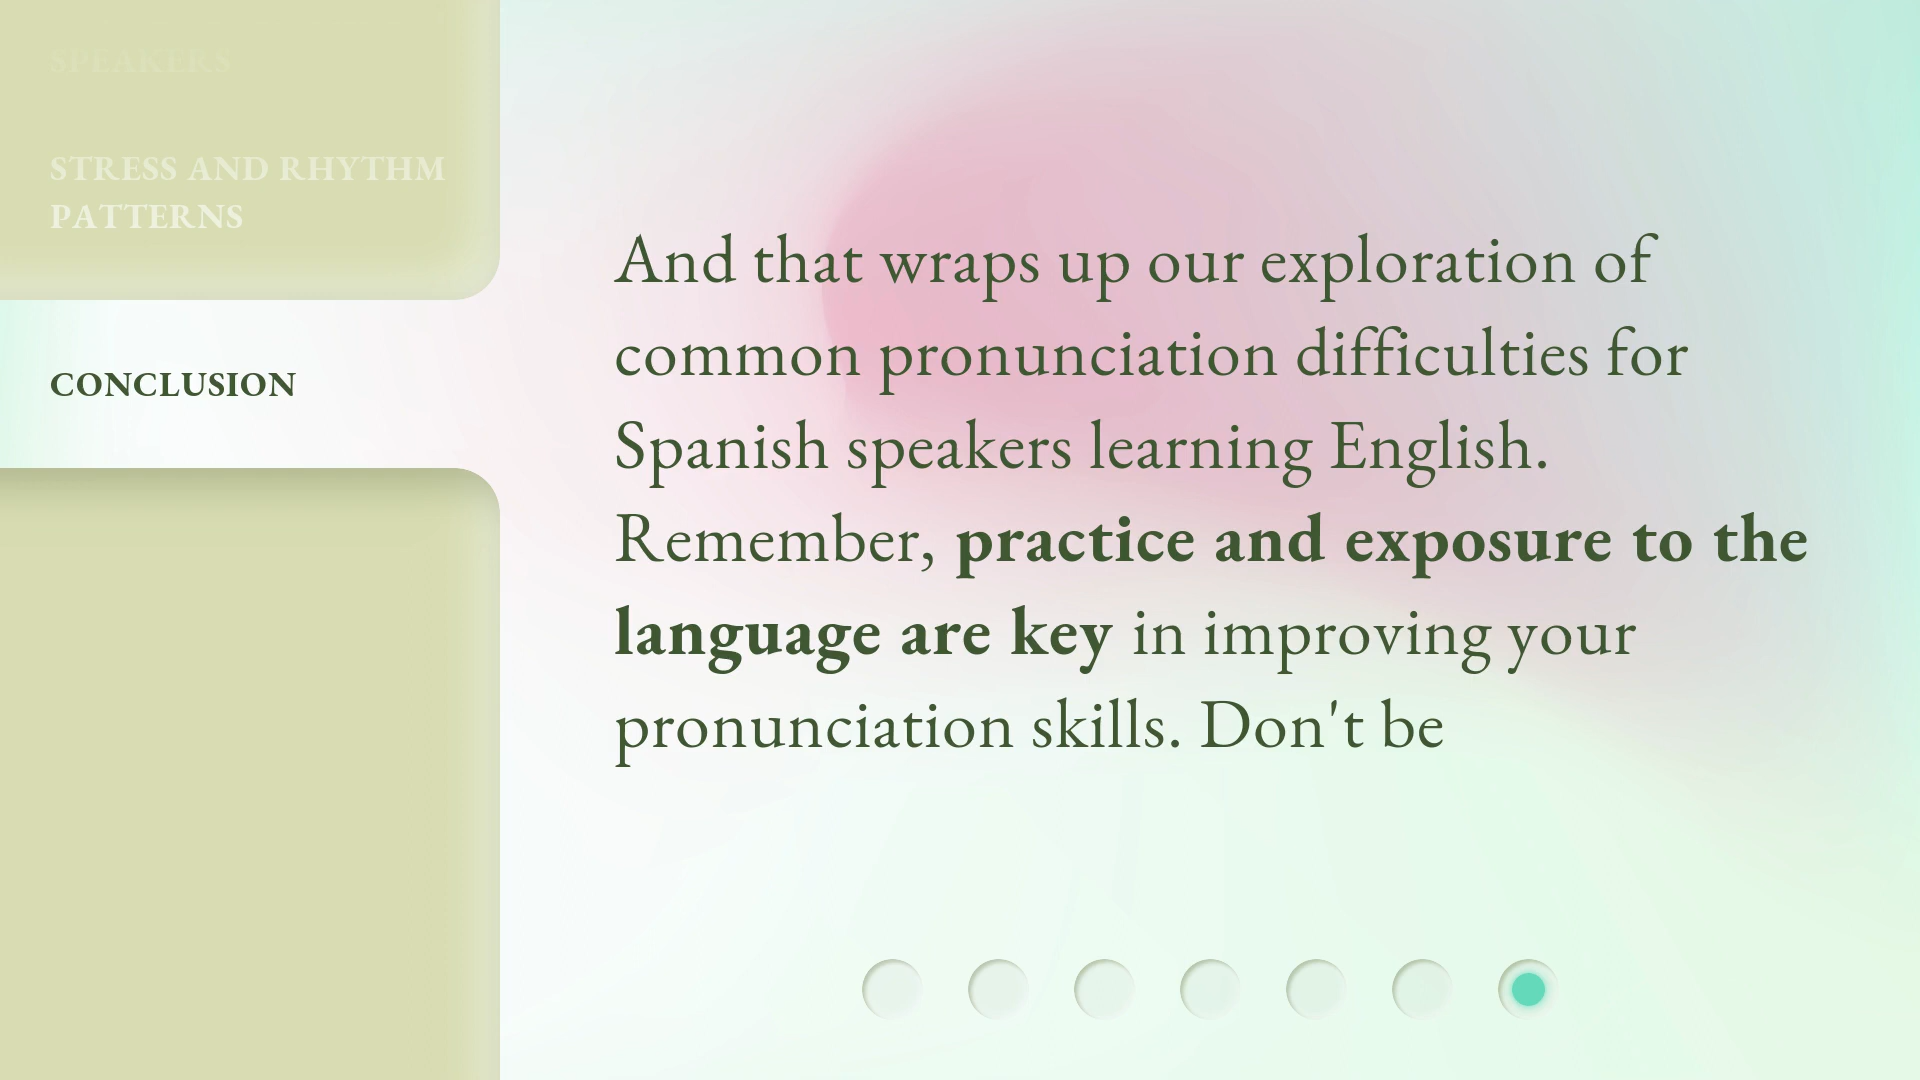 SPEAKERS
STRESS AND RHYTHM
PATTERNS
CONCLUSION
And that wraps up our exploration of
common pronunciation difficulties for
Spanish speakers learning English.
Remember, practice and exposure to the
language are key in improving your
pronunciation skills. Don't be